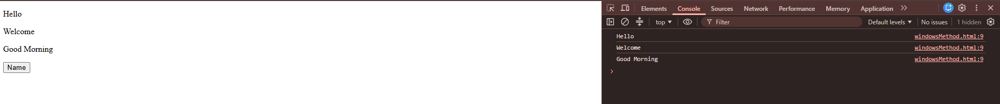 Hello
Welcome
Good Morning
Name
Elements Console Sources Network Performance Memory Application
top Filter Default levels No issues 1 hidden
Hello windowsMethod.html:9
Welcome windowsMethod.html:9
Good Morning windowsMethod.html:9